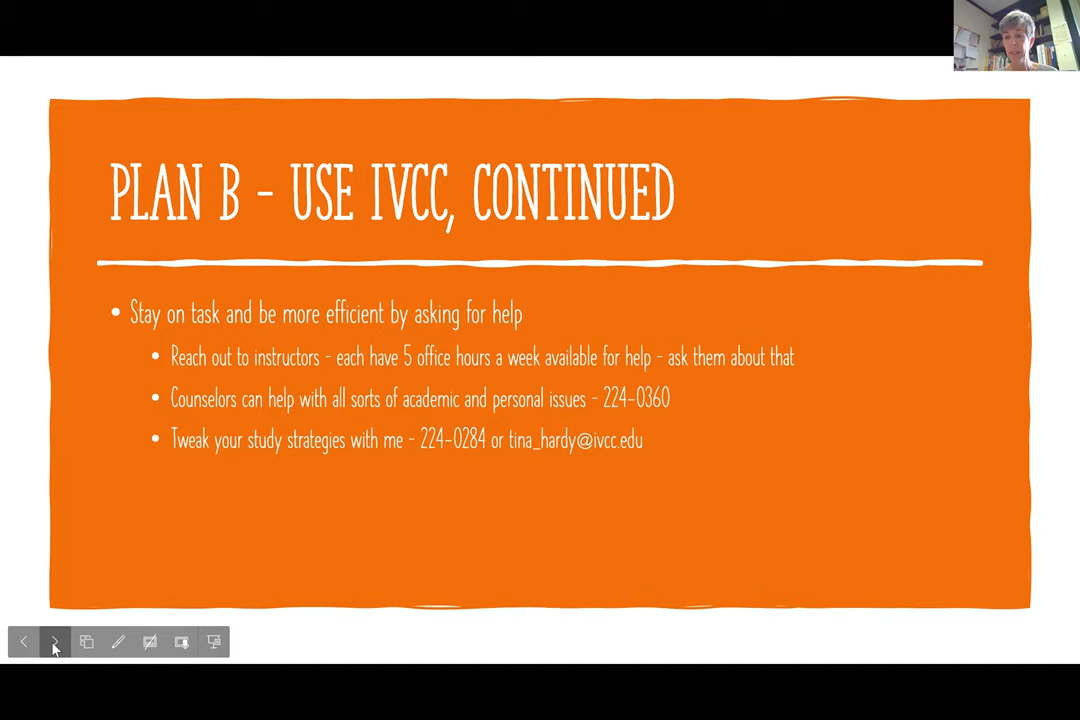 PLAN B - USE IVCC, CONTINUED
• Stay on task and be more efficient by asking for help
• Reach out to instructors - each have 5 office hours a week available for help - ask them about that
• Counselors can help with all sorts of academic and personal issues - 224-0360
• Tweak your study strategies with me - 224-0284 or tina_hardy@ivcc.edu